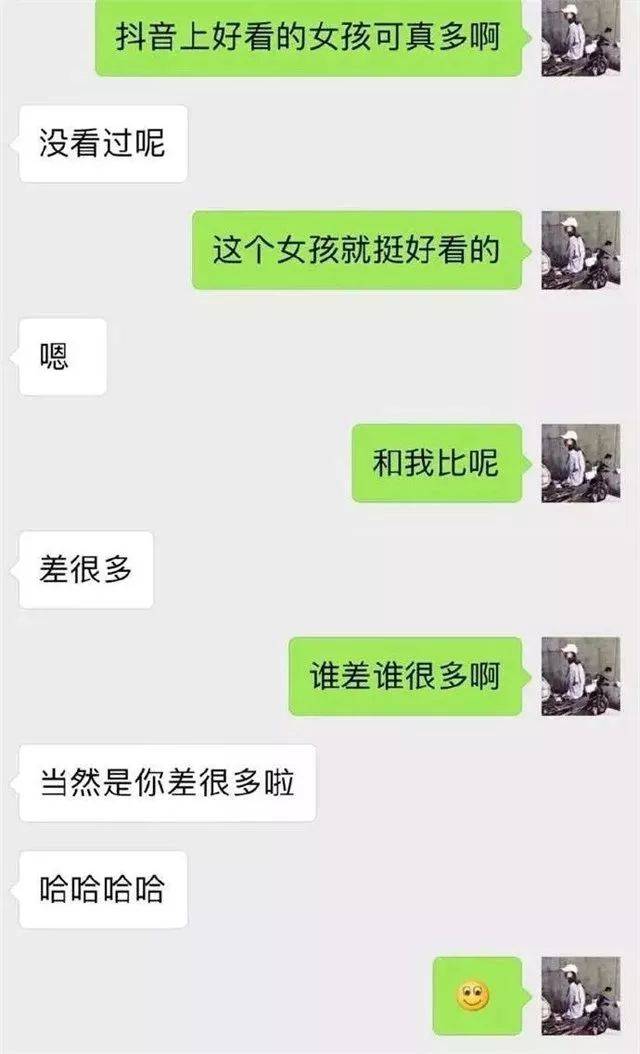 抖音上好看的女孩可真多啊
没看过呢
这个女孩就挺好看的
嗯
和我比呢
差很多
谁差谁很多啊
当然是你差很多啦
哈哈哈哈